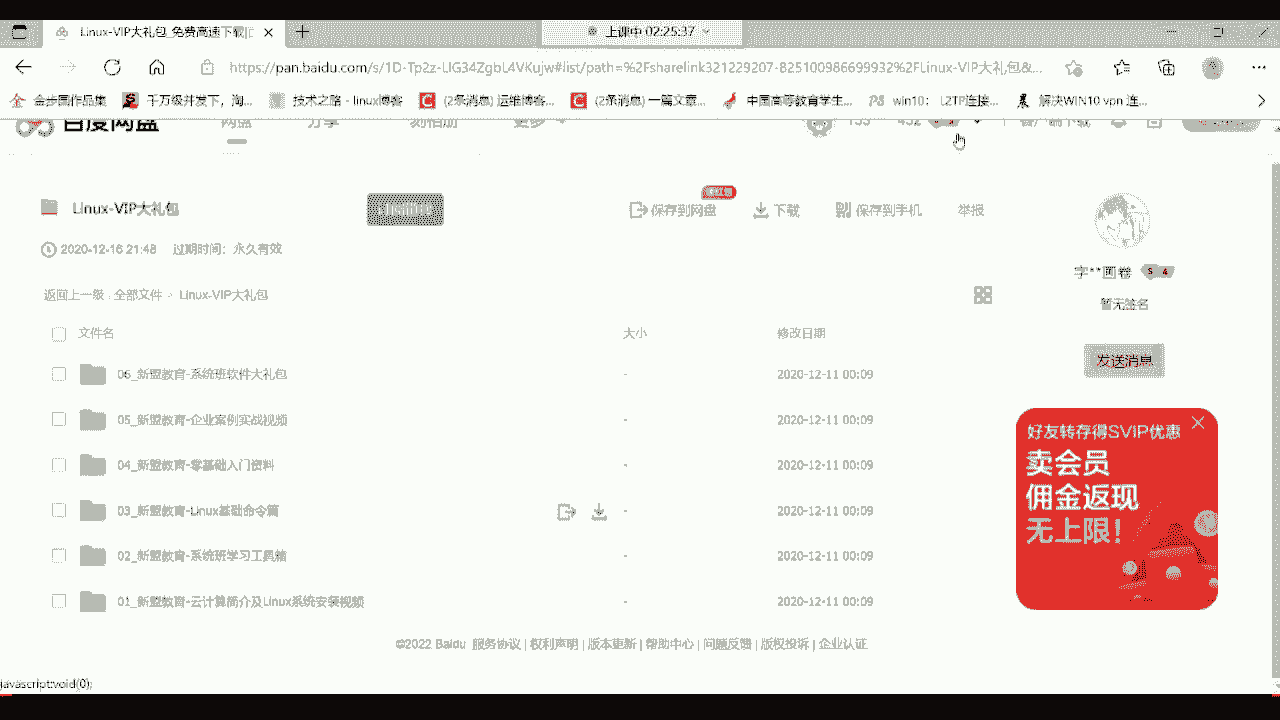 Linux-VIP大礼包_免费高速下载
上课中 02:25:37
https://pan.baidu.com/s/1D-Tp2z-UG34ZgbL4VKujw#list/path=%2Fsharelink321229207-825100986699932%2FLinux-VIP大礼包&...
金步国作品集 千万级并发下，淘... 技术之路 - linux博客 (2条消息) 运维博客... (2条消息) 一篇文章... 中国高等教育学生... win10： L2TP连接... 解决WIN10 vpn 连...
百度网盘 网盘 分享 更多
Linux-VIP大礼包 保存到网盘 下载 保存到手机 举报
2020-12-16 21:48 过期时间：永久有效
字**画卷 S 4
暂无签名
返回上一级 全部文件 > Linux-VIP大礼包
文件名 大小 修改日期
发送消息
06_新盟教育-系统班软件大礼包 - 2020-12-11 00:09
05_新盟教育-企业案例实战视频 - 2020-12-11 00:09
04_新盟教育-零基础入门资料 - 2020-12-11 00:09
03_新盟教育-Linux基础命令篇 - 2020-12-11 00:09
02_新盟教育-系统班学习工具箱 - 2020-12-11 00:09
01_新盟教育-云计算简介及Linux系统安装视频 - 2020-12-11 00:09
好友转存得SVIP优惠
卖会员
佣金返现
无上限！
©2022 Baidu 服务协议 | 权利声明 | 版本更新 | 帮助中心 | 问题反馈 | 版权投诉 | 企业认证
javascript:void(0);